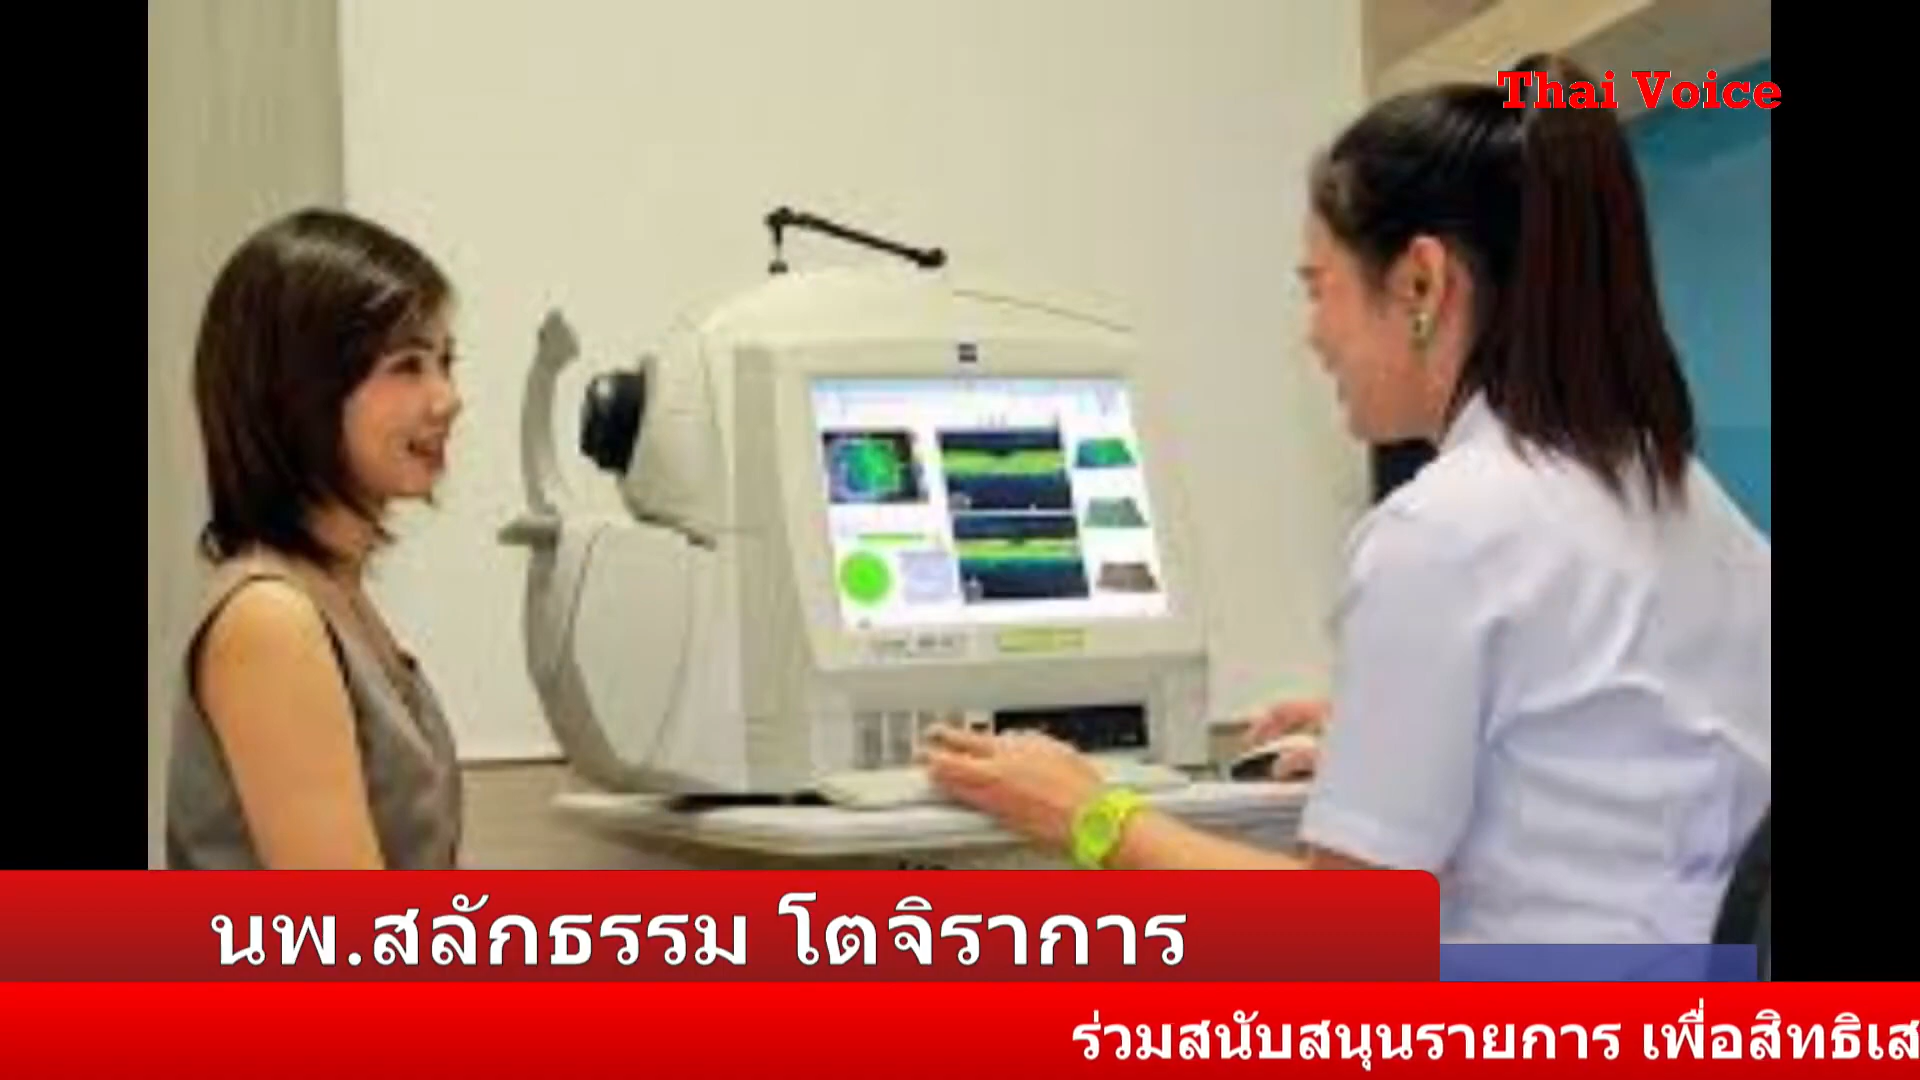 Thai Voice
นพ.สลักธรรม โตจิราการ
ร่วมสนับสนุนรายการ เพื่อสิทธิเส